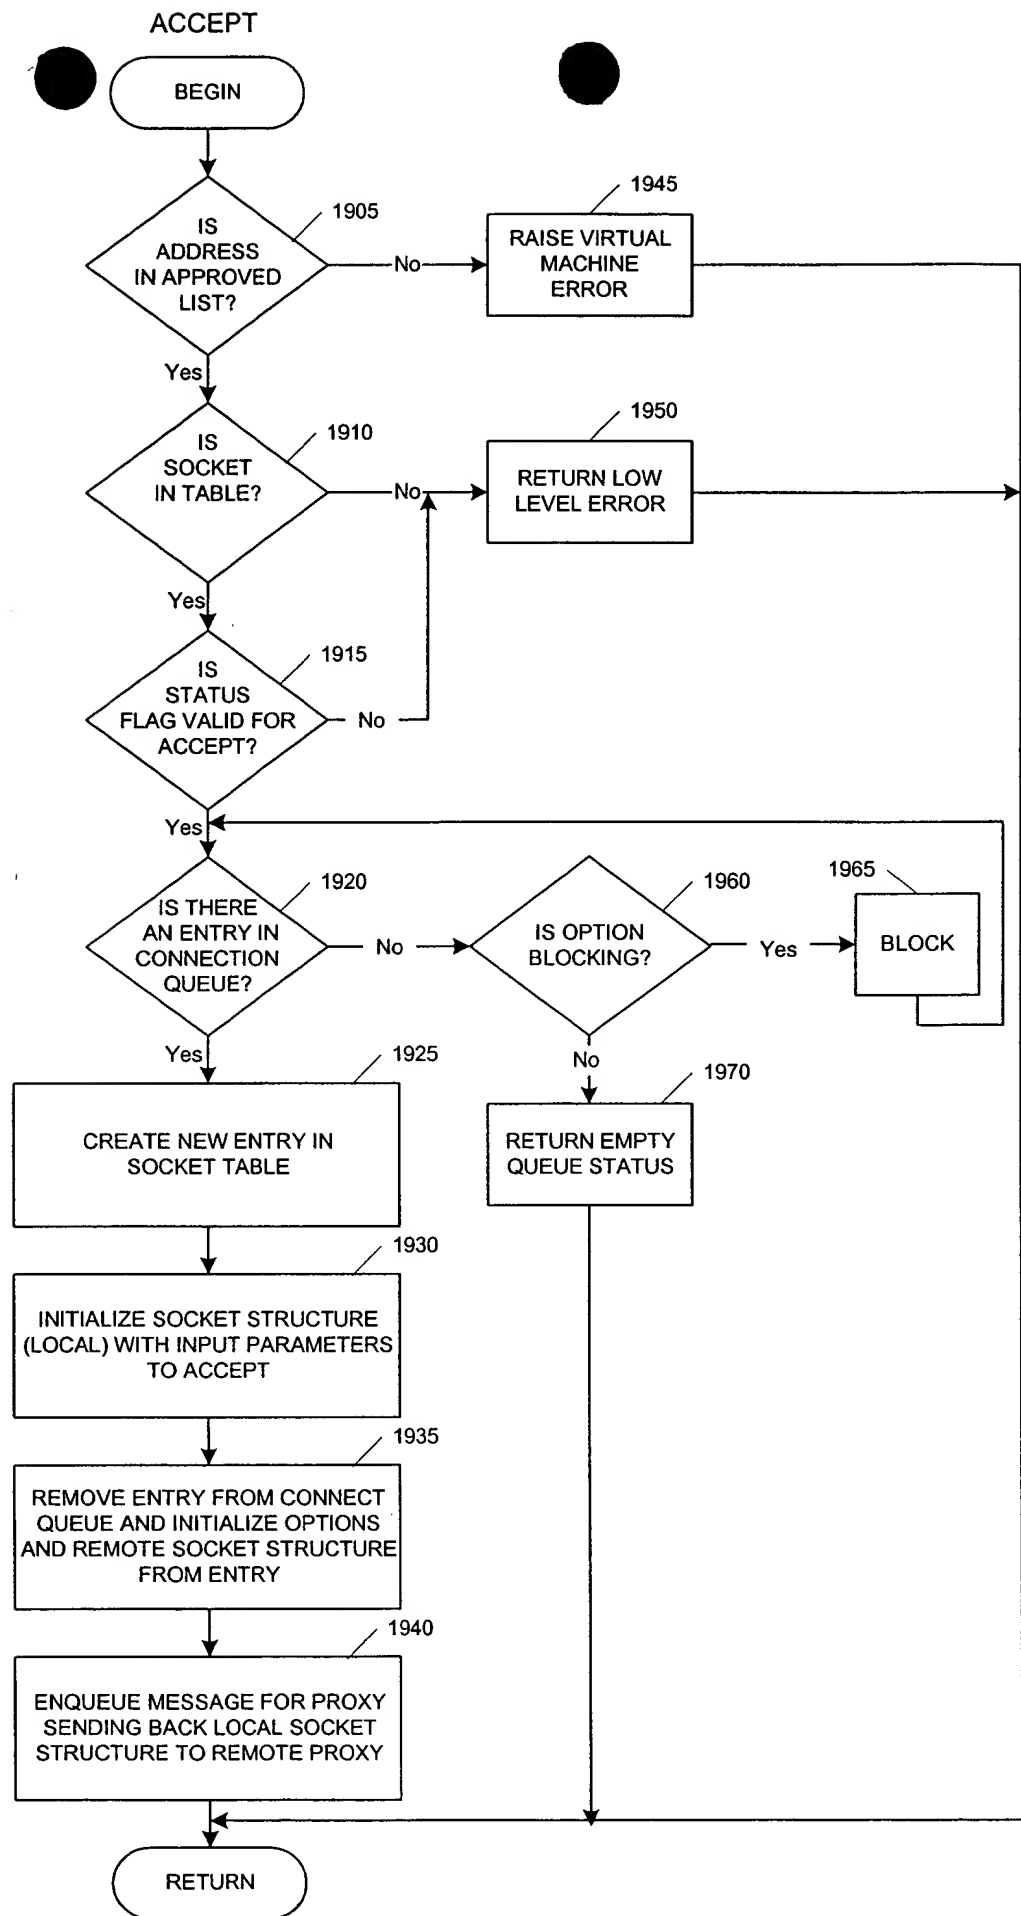 ACCEPT
BEGIN
1905
IS
ADDRESS
IN APPROVED
LIST?
No
1945
RAISE VIRTUAL
MACHINE
ERROR
Yes
1910
IS
SOCKET
IN TABLE?
No
1950
RETURN LOW
LEVEL ERROR
Yes
1915
IS
STATUS
FLAG VALID FOR
ACCEPT?
No
Yes
1920
IS THERE
AN ENTRY IN
CONNECTION
QUEUE?
No
1960
IS OPTION
BLOCKING?
Yes
1965
BLOCK
Yes
No
1925
CREATE NEW ENTRY IN
SOCKET TABLE
1970
RETURN EMPTY
QUEUE STATUS
1930
INITIALIZE SOCKET STRUCTURE
(LOCAL) WITH INPUT PARAMETERS
TO ACCEPT
1935
REMOVE ENTRY FROM CONNECT
QUEUE AND INITIALIZE OPTIONS
AND REMOTE SOCKET STRUCTURE
FROM ENTRY
1940
ENQUEUE MESSAGE FOR PROXY
SENDING BACK LOCAL SOCKET
STRUCTURE TO REMOTE PROXY
RETURN